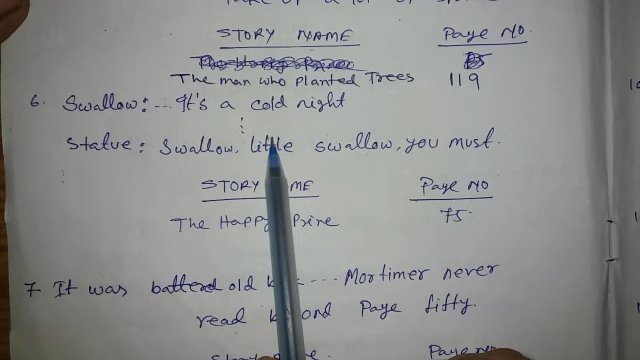 STORY NAME Page NO.
The man who planted Trees 119
6. Swallow:... It's a cold night
Statue: Swallow, little swallow, you must.
STORY NAME Page NO
The Happy Prine 75.
7. It was battered old .... Mortimer never
read Page fifty.